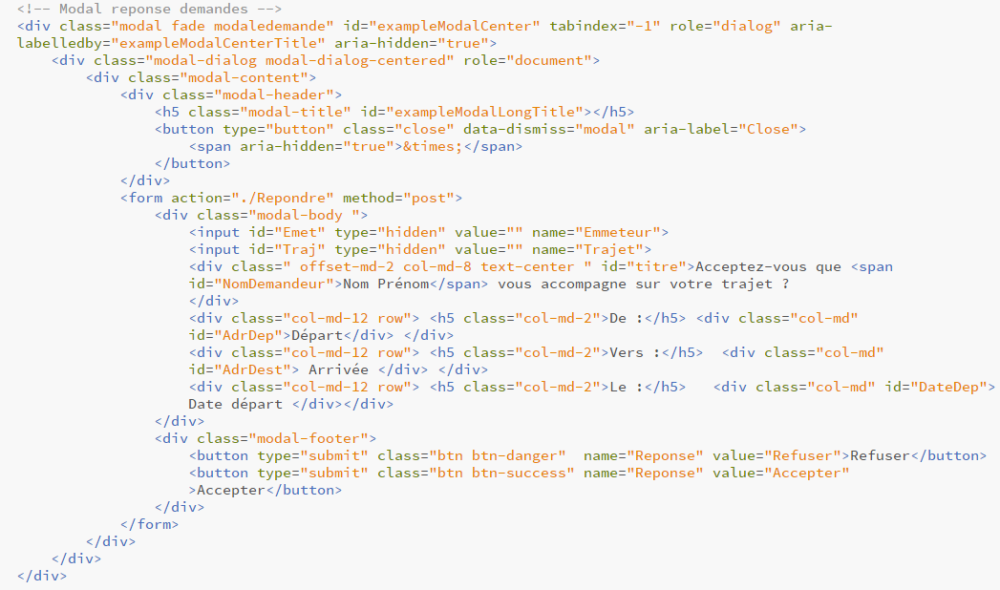 <!-- Modal reponse demandes -->
<div class="modal fade modaledemande" id="exampleModalCenter" tabindex="-1" role="dialog" aria-
labelledby="exampleModalCenterTitle" aria-hidden="true">
<div class="modal-dialog modal-dialog-centered" role="document">
<div class="modal-content">
<div class="modal-header">
<h5 class="modal-title" id="exampleModalLongTitle"></h5>
<button type="button" class="close" data-dismiss="modal" aria-label="Close">
<span aria-hidden="true">&times;</span>
</button>
</div>
<form action="./Repondre" method="post">
<div class="modal-body ">
<input id="Emet" type="hidden" value="" name="Emmeteur">
<input id="Traj" type="hidden" value="" name="Trajet">
<div class=" offset-md-2 col-md-8 text-center " id="titre">Acceptez-vous que <span
id="NomDemandeur">Nom Prénom</span> vous accompagne sur votre trajet ?
</div>
<div class="col-md-12 row"> <h5 class="col-md-2">De :</h5> <div class="col-md"
id="AdrDep">Départ</div> </div>
<div class="col-md-12 row"> <h5 class="col-md-2">Vers :</h5>  <div class="col-md"
id="AdrDest"> Arrivée </div> </div>
<div class="col-md-12 row"> <h5 class="col-md-2">Le :</h5>   <div class="col-md" id="DateDep">
Date départ </div></div>
</div>
<div class="modal-footer">
<button type="submit" class="btn btn-danger"  name="Reponse" value="Refuser">Refuser</button>
<button type="submit" class="btn btn-success" name="Reponse" value="Accepter"
>Accepter</button>
</div>
</form>
</div>
</div>
</div>